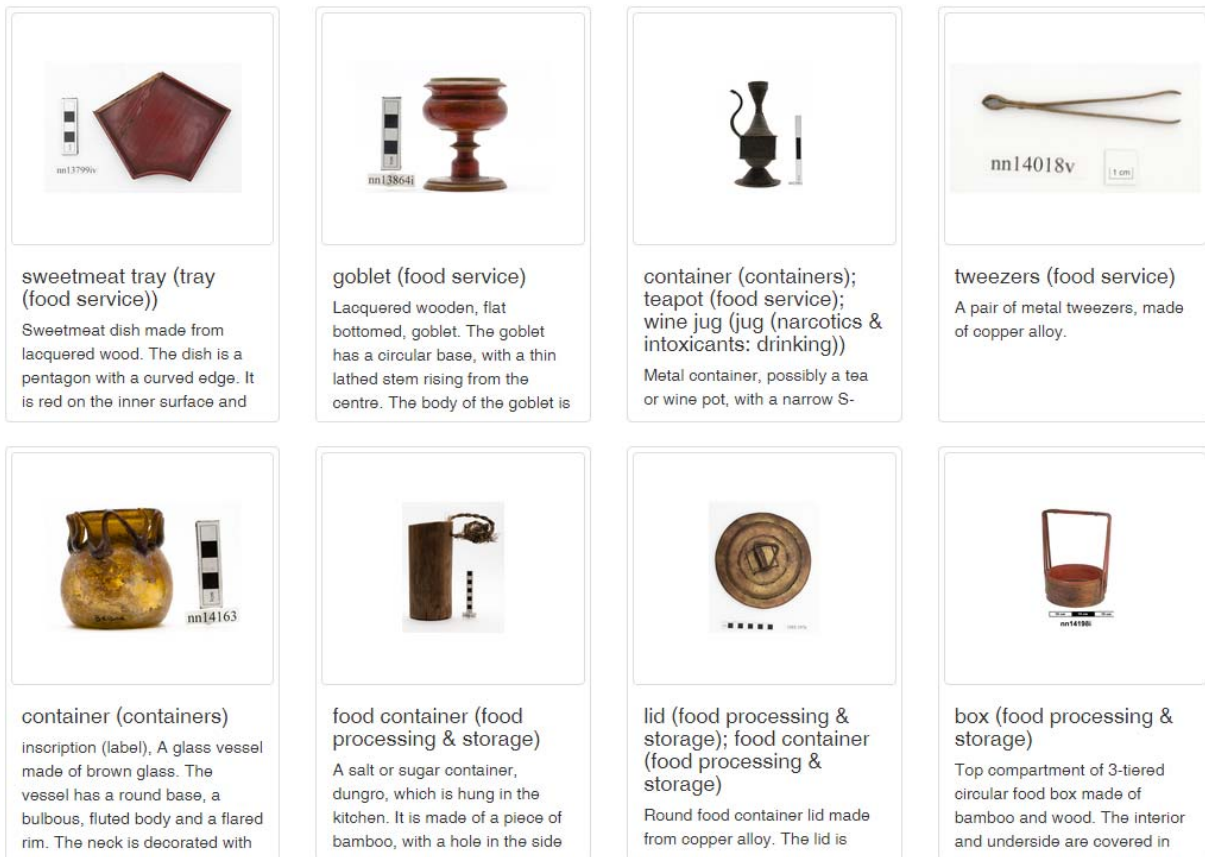 nn13799iv
nn13864i
nn14018v
1 cm
sweetmeat tray (tray
(food service))
Sweetmeat dish made from
lacquered wood. The dish is a
pentagon with a curved edge. It
is red on the inner surface and
goblet (food service)
Lacquered wooden, flat
bottomed, goblet. The goblet
has a circular base, with a thin
lathed stem rising from the
centre. The body of the goblet is
container (containers);
teapot (food service);
wine jug (jug (narcotics &
intoxicants: drinking))
Metal container, possibly a tea
or wine pot, with a narrow S-
tweezers (food service)
A pair of metal tweezers, made
of copper alloy.
nn14163
nn14198i
container (containers)
inscription (label), A glass vessel
made of brown glass. The
vessel has a round base, a
bulbous, fluted body and a flared
rim. The neck is decorated with
food container (food
processing & storage)
A salt or sugar container,
dungro, which is hung in the
kitchen. It is made of a piece of
bamboo, with a hole in the side
lid (food processing &
storage); food container
(food processing &
storage)
Round food container lid made
from copper alloy. The lid is
box (food processing &
storage)
Top compartment of 3-tiered
circular food box made of
bamboo and wood. The interior
and underside are covered in